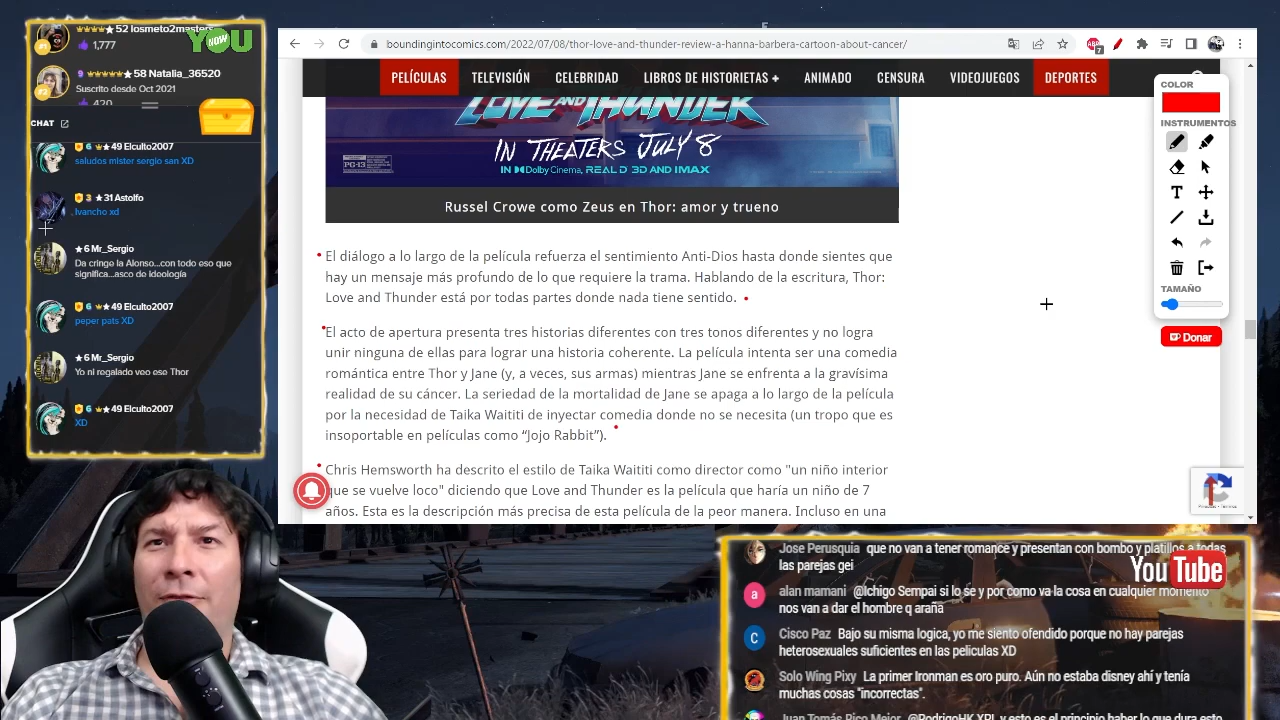 52 losmeto2master
1,777
YOU
NOW
58 Natalia_36520
Suscrito desde Oct 2021
420
CHAT
6 49 Elculto2007
saludos mister sergio san XD
3 31 Astolfo
Ivancho xd
6 Mr_Sergio
Da cringe la Alonso...con todo eso que
significa...asco de ideología
6 49 Elculto2007
peper pats XD
6 Mr_Sergio
Yo ni regalado veo ese Thor
6 49 Elculto2007
XD
boundingintocomics.com/2022/07/08/thor-love-and-thunder-review-a-hanna-barbera-cartoon-about-cancer/
PELÍCULAS TELEVISIÓN CELEBRIDAD LIBROS DE HISTORIETAS + ANIMADO CENSURA VIDEOJUEGOS DEPORTES
LOVE AND THUNDER
IN THEATERS JULY 8
PG-13
IN Dolby Cinema, REAL D 3D AND IMAX
Russel Crowe como Zeus en Thor: amor y trueno
El diálogo a lo largo de la película refuerza el sentimiento Anti-Dios hasta donde sientes que
hay un mensaje más profundo de lo que requiere la trama. Hablando de la escritura, Thor:
Love and Thunder está por todas partes donde nada tiene sentido.
El acto de apertura presenta tres historias diferentes con tres tonos diferentes y no logra
unir ninguna de ellas para lograr una historia coherente. La película intenta ser una comedia
romántica entre Thor y Jane (y, a veces, sus armas) mientras Jane se enfrenta a la gravísima
realidad de su cáncer. La seriedad de la mortalidad de Jane se apaga a lo largo de la película
por la necesidad de Taika Waititi de inyectar comedia donde no se necesita (un tropo que es
insoportable en películas como “Jojo Rabbit”).
Chris Hemsworth ha descrito el estilo de Taika Waititi como director como "un niño interior
que se vuelve loco" diciendo que Love and Thunder es la película que haría un niño de 7
años. Esta es la descripción más precisa de esta película de la peor manera. Incluso en una
COLOR
INSTRUMENTOS
T
TAMAÑO
Donar
YouTube
Jose Perusquia que no van a tener romance y presentan con bombo y platillos a todas
las parejas gei
alan mamani @Ichigo Sempai si lo se y por como va la cosa en cualquier momento
nos van a dar el hombre q araña
Cisco Paz Bajo su misma logica, yo me siento ofendido porque no hay parejas
heterosexuales suficientes en las peliculas XD
Solo Wing Pixy La primer Ironman es oro puro. Aún no estaba disney ahí y tenía
muchas cosas "incorrectas".